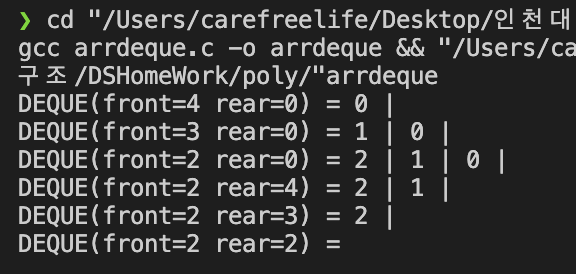 ❯ cd "/Users/carefreelife/Desktop/인천대
gcc arrdeque.c -o arrdeque && "/Users/ca
구조/DSHomeWork/poly/"arrdeque
DEQUE(front=4 rear=0) = 0 |
DEQUE(front=3 rear=0) = 1 | 0 |
DEQUE(front=2 rear=0) = 2 | 1 | 0 |
DEQUE(front=2 rear=4) = 2 | 1 |
DEQUE(front=2 rear=3) = 2 |
DEQUE(front=2 rear=2) =